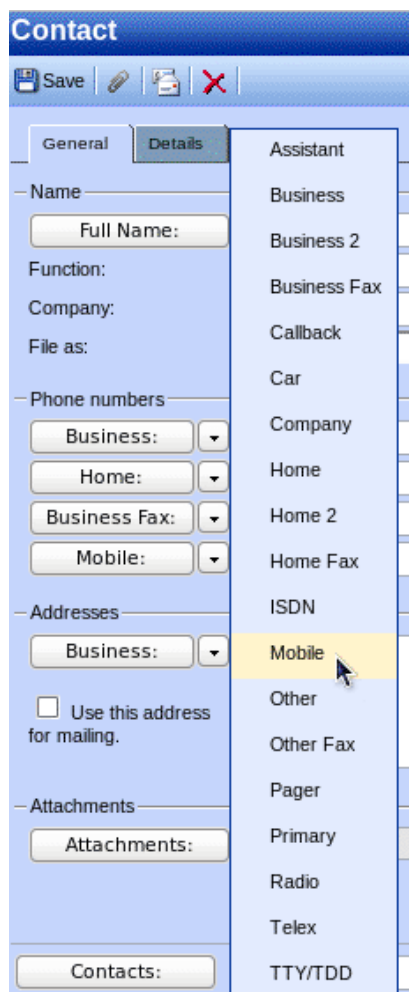 Contact
Save
General
Details
Name
Full Name:
Function:
Company:
File as:
Phone numbers
Business:
Home:
Business Fax:
Mobile:
Addresses
Business:
Use this address
for mailing.
Attachments
Attachments:
Contacts:
Assistant
Business
Business 2
Business Fax
Callback
Car
Company
Home
Home 2
Home Fax
ISDN
Mobile
Other
Other Fax
Pager
Primary
Radio
Telex
TTY/TDD